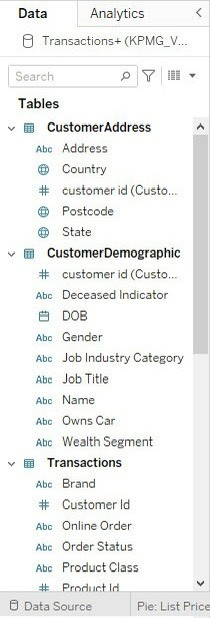 Data
Analytics
Transactions+ (KPMG_V...
Search
Tables
CustomerAddress
Abc Address
Country
# customer id (Custo...
Postcode
State
CustomerDemographic
# customer id (Custo...
Abc Deceased Indicator
DOB
Abc Gender
Abc Job Industry Category
Abc Job Title
Abc Name
Abc Owns Car
Abc Wealth Segment
Transactions
Abc Brand
# Customer Id
Abc Online Order
Abc Order Status
Abc Product Class
# Product Id
Data Source
Pie: List Price